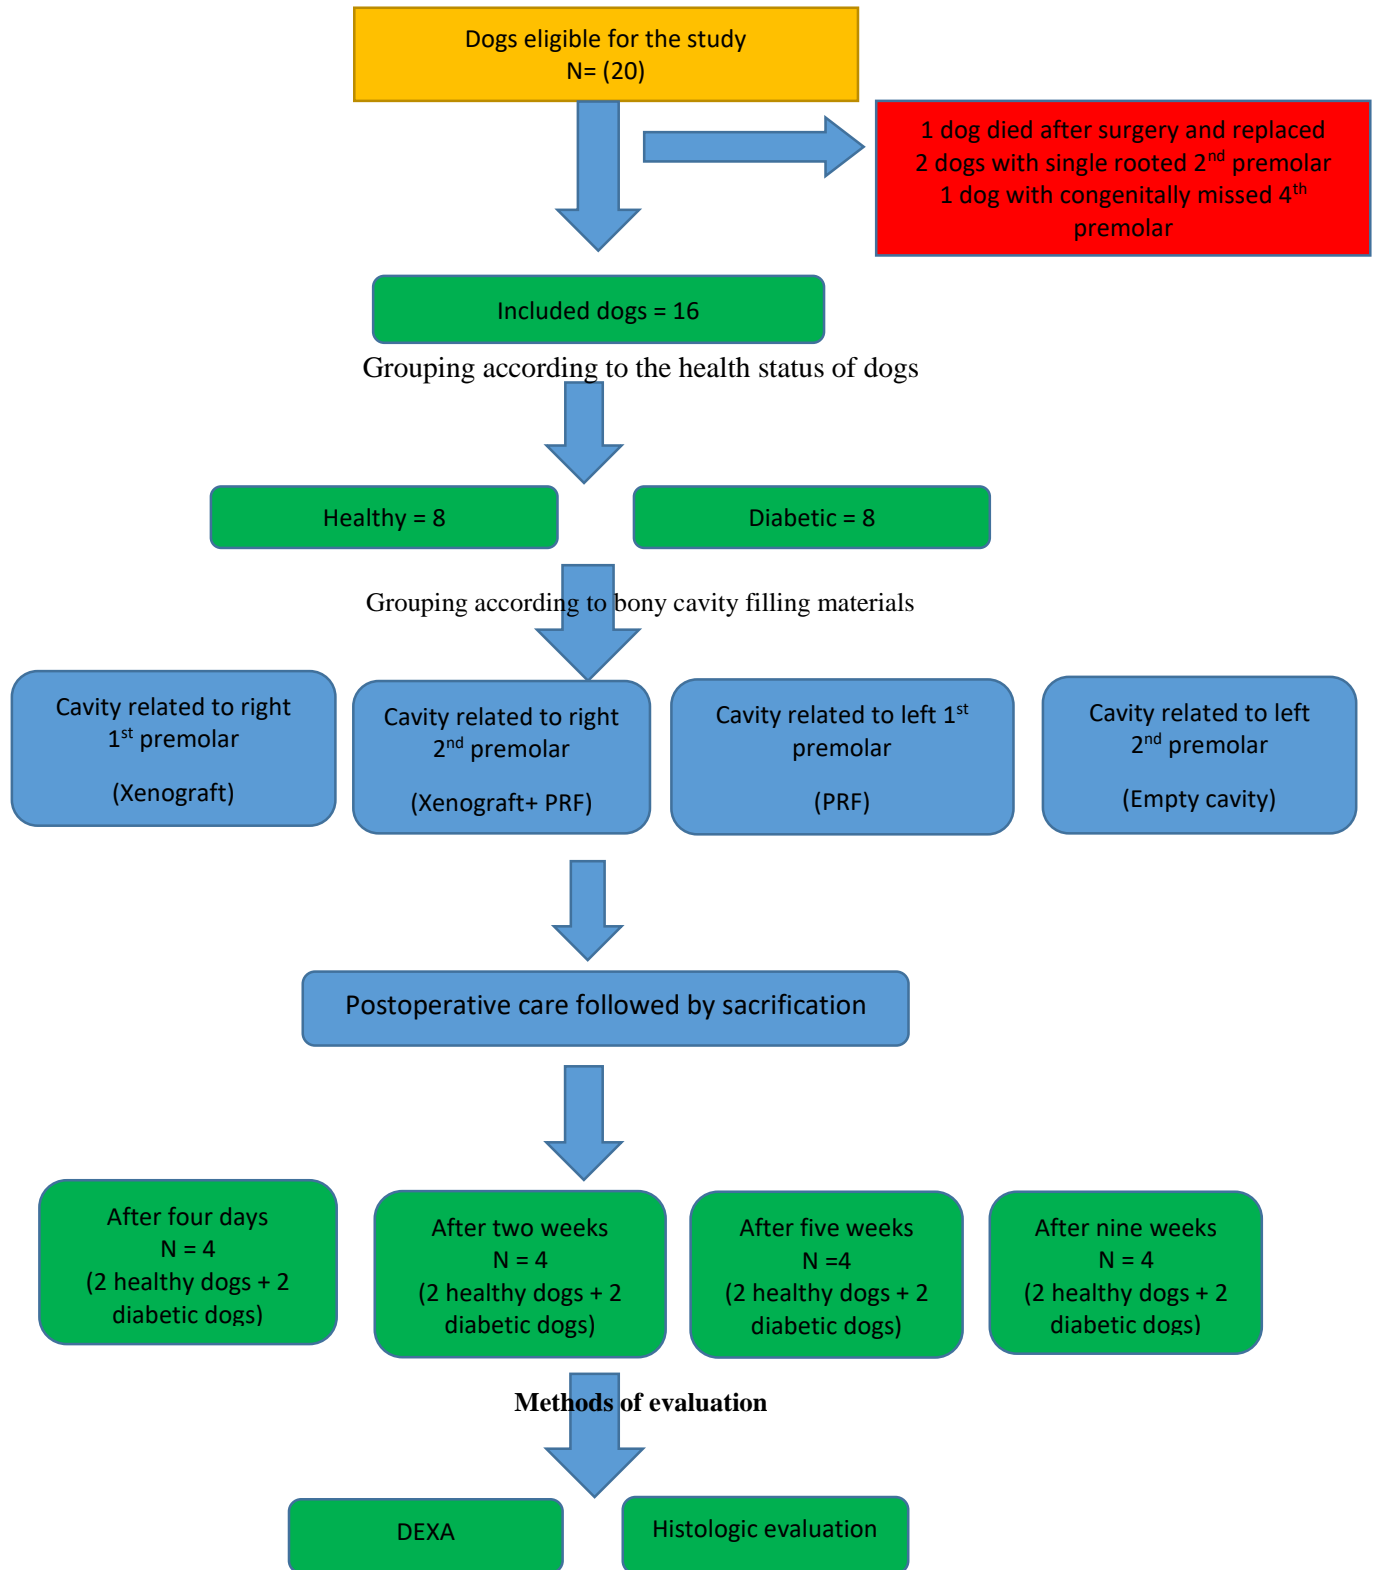 Dogs eligible for the study
N= (20)
1 dog died after surgery and replaced
2 dogs with single rooted 2nd premolar
1 dog with congenitally missed 4th
premolar
Included dogs = 16
Grouping according to the health status of dogs
Healthy = 8
Diabetic = 8
Grouping according to bony cavity filling materials
Cavity related to right
1st premolar
(Xenograft)
Cavity related to right
2nd premolar
(Xenograft+ PRF)
Cavity related to left 1st
premolar
(PRF)
Cavity related to left
2nd premolar
(Empty cavity)
Postoperative care followed by sacrification
After four days
N = 4
(2 healthy dogs + 2
diabetic dogs)
After two weeks
N = 4
(2 healthy dogs + 2
diabetic dogs)
After five weeks
N =4
(2 healthy dogs + 2
diabetic dogs)
After nine weeks
N = 4
(2 healthy dogs + 2
diabetic dogs)
Methods of evaluation
DEXA
Histologic evaluation